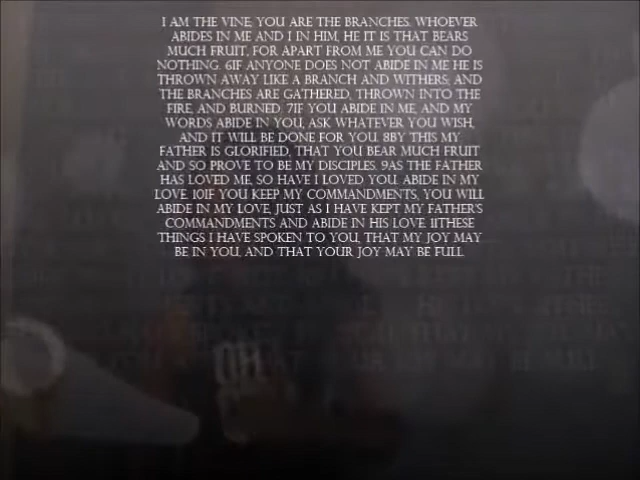 I AM THE VINE; YOU ARE THE BRANCHES. WHOEVER
ABIDES IN ME AND I IN HIM, HE IT IS THAT BEARS
MUCH FRUIT, FOR APART FROM ME YOU CAN DO
NOTHING. 6IF ANYONE DOES NOT ABIDE IN ME HE IS
THROWN AWAY LIKE A BRANCH AND WITHERS; AND
THE BRANCHES ARE GATHERED, THROWN INTO THE
FIRE, AND BURNED. 7IF YOU ABIDE IN ME, AND MY
WORDS ABIDE IN YOU, ASK WHATEVER YOU WISH,
AND IT WILL BE DONE FOR YOU. 8BY THIS MY
FATHER IS GLORIFIED, THAT YOU BEAR MUCH FRUIT
AND SO PROVE TO BE MY DISCIPLES. 9AS THE FATHER
HAS LOVED ME, SO HAVE I LOVED YOU. ABIDE IN MY
LOVE. 10IF YOU KEEP MY COMMANDMENTS, YOU WILL
ABIDE IN MY LOVE, JUST AS I HAVE KEPT MY FATHER'S
COMMANDMENTS AND ABIDE IN HIS LOVE. 11THESE
THINGS I HAVE SPOKEN TO YOU, THAT MY JOY MAY
BE IN YOU, AND THAT YOUR JOY MAY BE FULL.